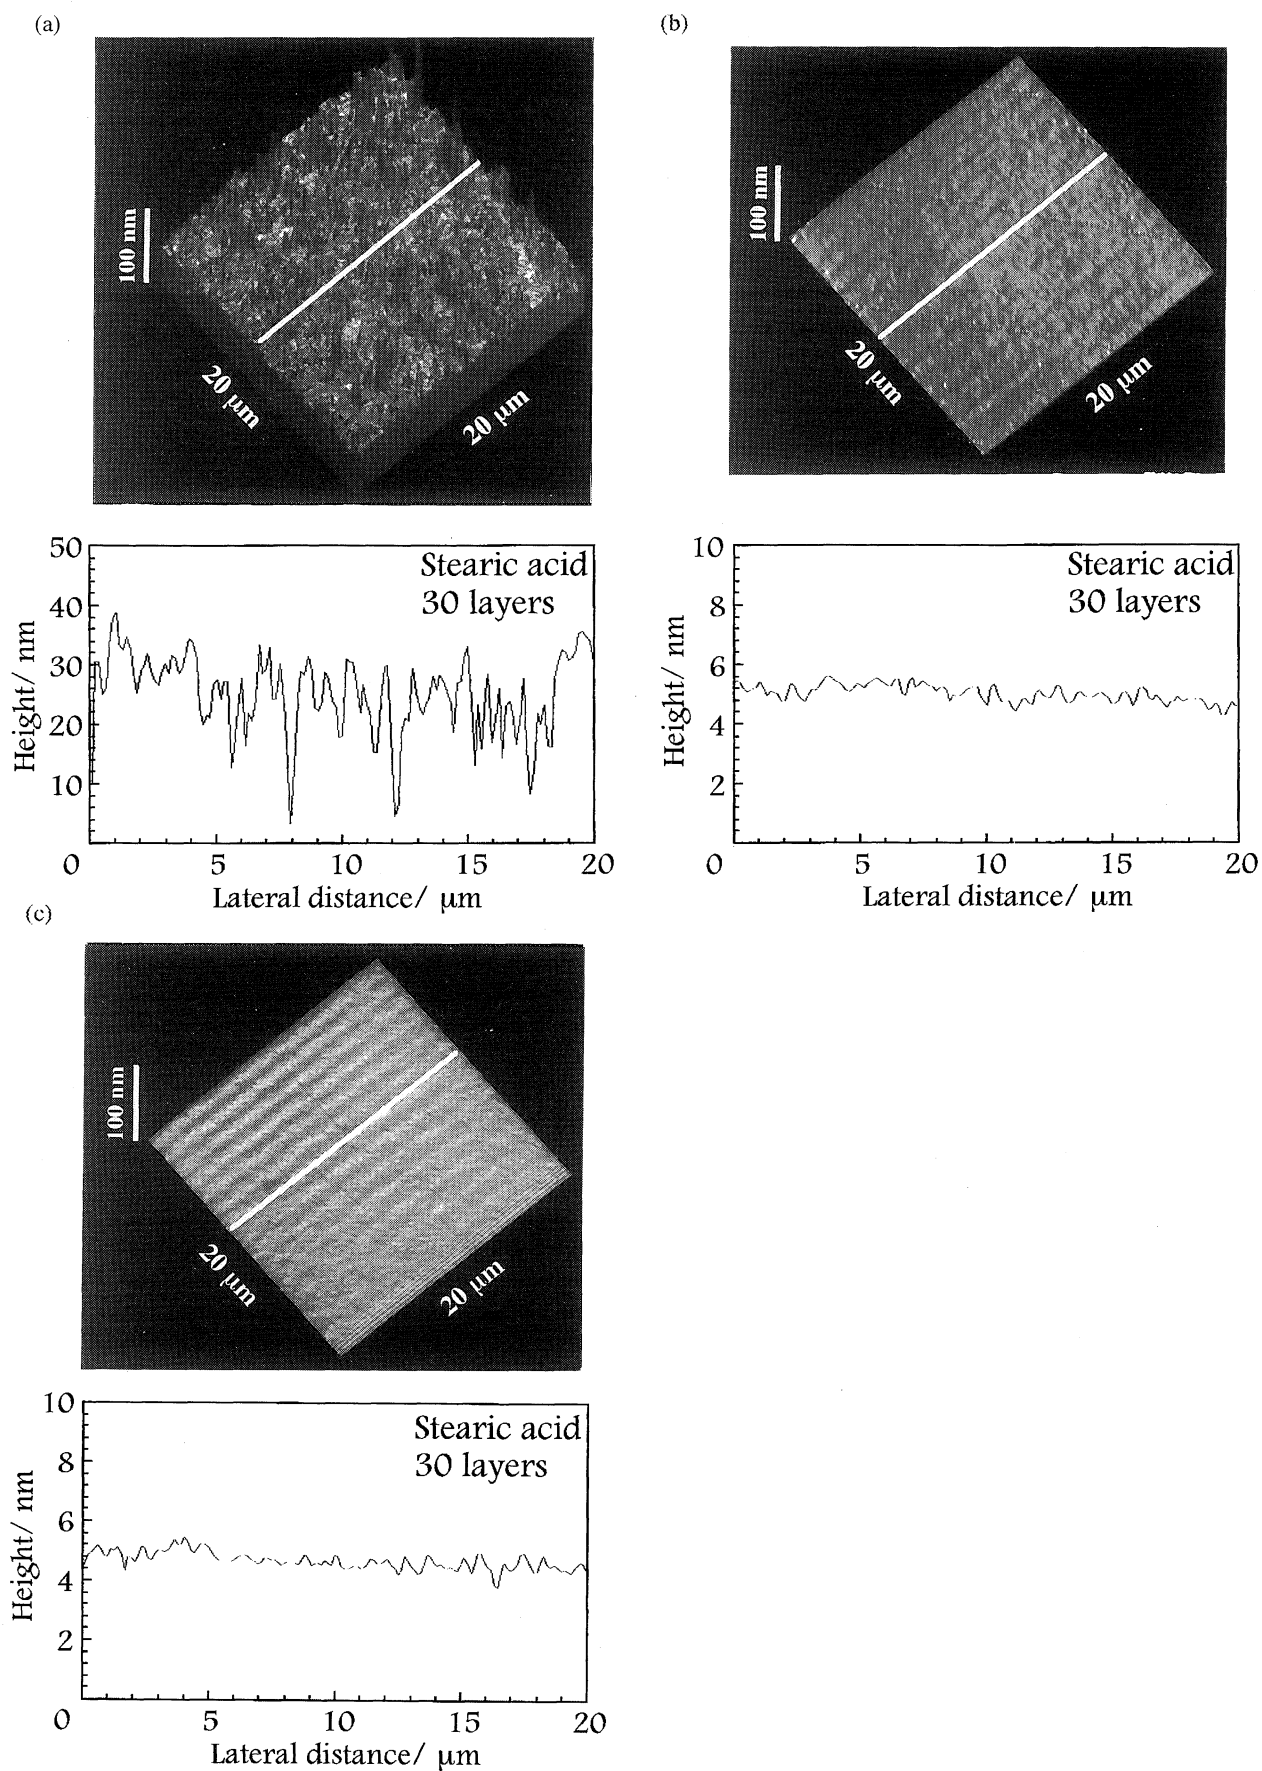 (a)
100 nm
20 μm
20 μm
50
40
30
20
10
0
5
10
15
20
Height/ nm
Stearic acid
30 layers
Lateral distance/ μm
(b)
100 nm
20 μm
20 μm
10
8
6
4
2
0
5
10
15
20
Height/ nm
Stearic acid
30 layers
Lateral distance/ μm
(c)
100 nm
20 μm
20 μm
10
8
6
4
2
0
5
10
15
20
Height/ nm
Stearic acid
30 layers
Lateral distance/ μm